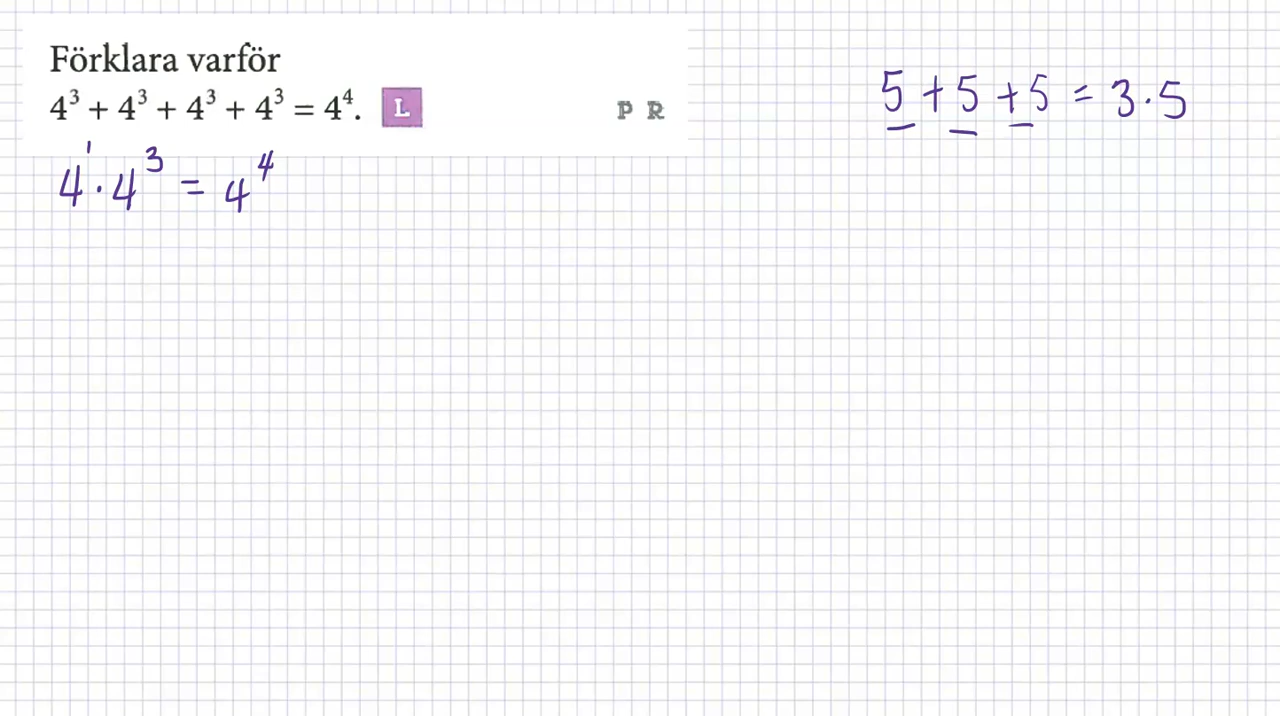 Förklara varför
4³ + 4³ + 4³ + 4³ = 4⁴. L P R
5 + 5 + 5 = 3·5
4¹·4³ = 4⁴